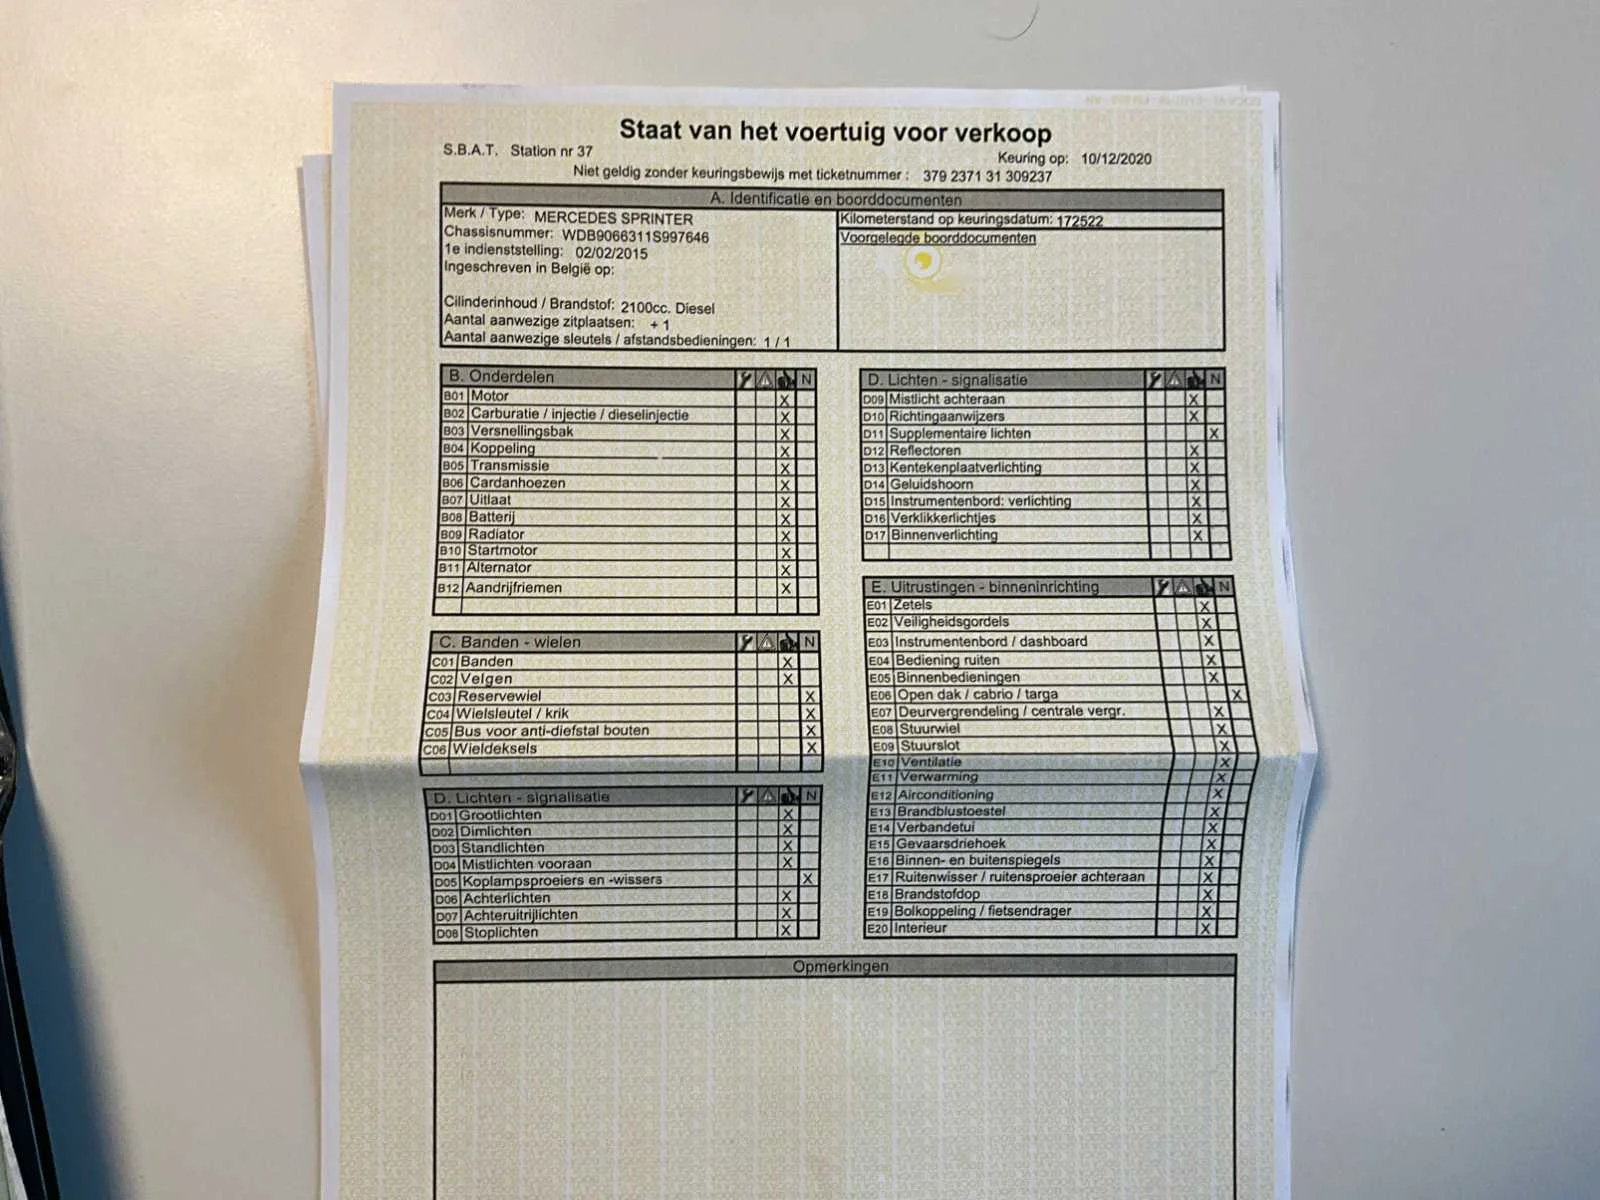 Staat van het voertuig voor verkoop
S.B.A.T. Station nr 37
Keuring op: 10/12/2020
Niet geldig zonder keuringsbewijs met ticketnummer : 379 2371 31 309237
A. Identificatie en boorddocumenten
Merk / Type: MERCEDES SPRINTER
Chassisnummer: WDB9066311S997646
1e indienststelling: 02/02/2015
Ingeschreven in België op:
Cilinderinhoud / Brandstof: 2100cc. Diesel
Aantal aanwezige zitplaatsen: + 1
Aantal aanwezige sleutels / afstandsbedieningen: 1 / 1
Kilometerstand op keuringsdatum: 172522
Voorgelegde boorddocumenten
B. Onderdelen N
B01 Motor X
B02 Carburatie / injectie / dieselinjectie X
B03 Versnellingsbak X
B04 Koppeling X
B05 Transmissie X
B06 Cardanhoezen X
B07 Uitlaat X
B08 Batterij X
B09 Radiator X
B10 Startmotor X
B11 Alternator X
B12 Aandrijfriemen X
C. Banden - wielen N
C01 Banden X
C02 Velgen X
C03 Reservewiel X
C04 Wielsleutel / krik X
C05 Bus voor anti-diefstal bouten X
C06 Wieldeksels X
D. Lichten - signalisatie N
D01 Grootlichten X
D02 Dimlichten X
D03 Standlichten X
D04 Mistlichten vooraan X
D05 Koplampsproeiers en -wissers X
D06 Achterlichten X
D07 Achteruitrijlichten X
D08 Stoplichten X
D. Lichten - signalisatie N
D09 Mistlicht achteraan X
D10 Richtingaanwijzers X
D11 Supplementaire lichten X
D12 Reflectoren X
D13 Kentekenplaatverlichting X
D14 Geluidshoorn X
D15 Instrumentenbord: verlichting X
D16 Verklikkerlichtjes X
D17 Binnenverlichting X
E. Uitrustingen - binneninrichting N
E01 Zetels X
E02 Veiligheidsgordels X
E03 Instrumentenbord / dashboard X
E04 Bediening ruiten X
E05 Binnenbedieningen X
E06 Open dak / cabrio / targa X
E07 Deurvergrendeling / centrale vergr. X
E08 Stuurwiel X
E09 Stuurslot X
E10 Ventilatie X
E11 Verwarming X
E12 Airconditioning X
E13 Brandblustoestel X
E14 Verbandetui X
E15 Gevaarsdriehoek X
E16 Binnen- en buitenspiegels X
E17 Ruitenwisser / ruitensproeier achteraan X
E18 Brandstofdop X
E19 Bolkoppeling / fietsendrager X
E20 Interieur X
Opmerkingen